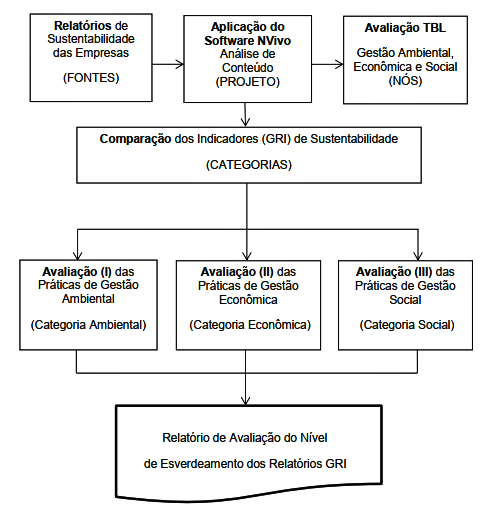 Relatórios de
Sustentabilidade
das Empresas
(FONTES)
Aplicação do
Software NVivo
Análise de
Conteúdo
(PROJETO)
Avaliação TBL
Gestão Ambiental,
Econômica e Social
(NÓS)
Comparação dos Indicadores (GRI) de Sustentabilidade
(CATEGORIAS)
Avaliação (I) das
Práticas de Gestão
Ambiental
(Categoria Ambiental)
Avaliação (II) das
Práticas de Gestão
Econômica
(Categoria Econômica)
Avaliação (III) das
Práticas de Gestão
Social
(Categoria Social)
Relatório de Avaliação do Nível
de Esverdeamento dos Relatórios GRI